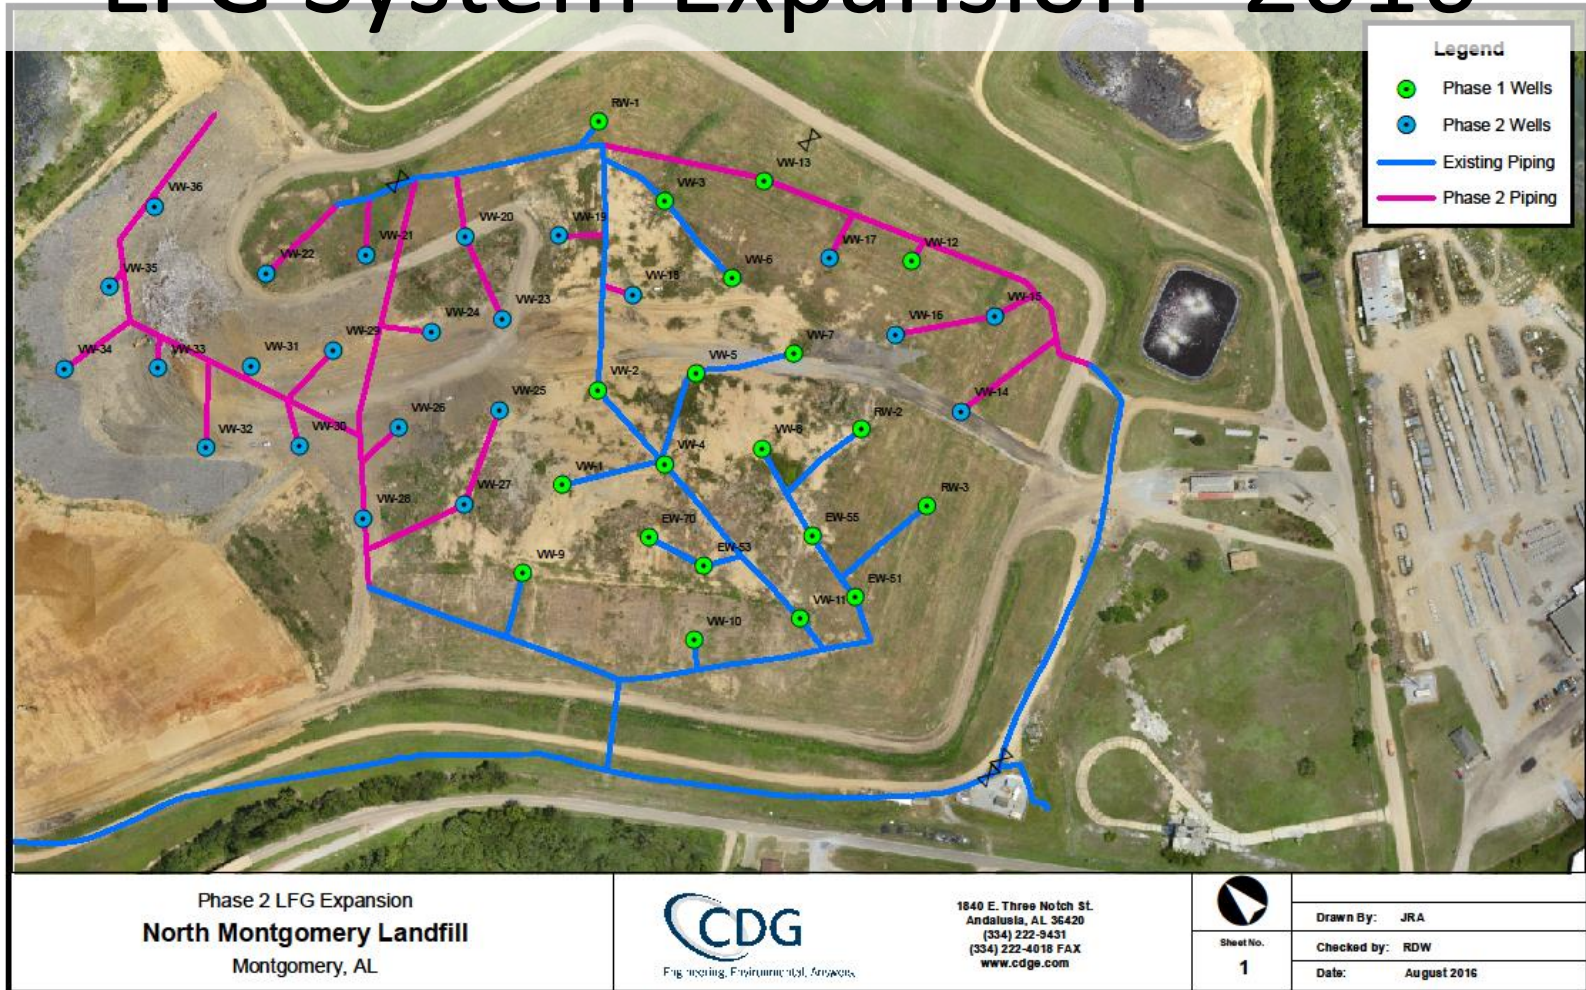 LFG System Expansion - 2016
Legend
Phase 1 Wells
Phase 2 Wells
Existing Piping
Phase 2 Piping
RW-1
VW-13
VW-3
VW-36
VW-20
VW-19
VW-21
VW-17
VW-12
VW-22
VW-35
VW-18
VW-6
VW-23
VW-15
VW-24
VW-29
VW-16
VW-34
VW-33
VW-31
VW-7
VW-5
VW-2
VW-14
VW-25
VW-26
RW-2
VW-32
VW-30
VW-8
VW-4
VW-1
VW-28
VW-27
RW-3
EW-70
EW-55
EW-53
VW-9
EW-51
VW-11
VW-10
Phase 2 LFG Expansion
North Montgomery Landfill
Montgomery, AL
CDG
Engineering. Environmental. Answers.
1840 E. Three Notch St.
Andalusia, AL 36420
(334) 222-9431
(334) 222-4018 FAX
www.cdge.com
Sheet No.
1
Drawn By: JRA
Checked by: RDW
Date: August 2016